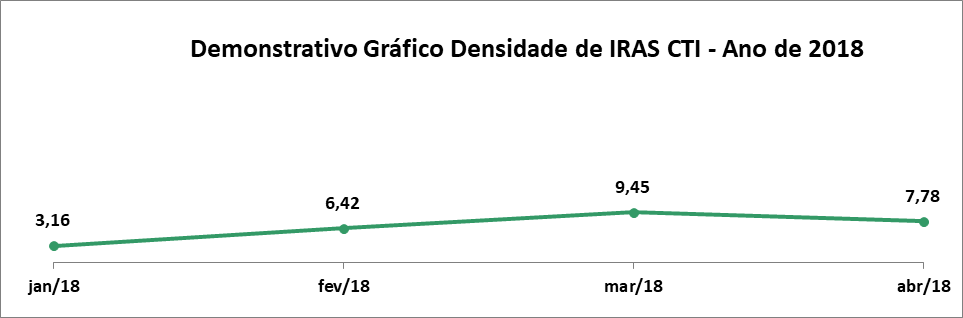 Demonstrativo Gráfico Densidade de IRAS CTI - Ano de 2018
3,16
6,42
9,45
7,78
jan/18
fev/18
mar/18
abr/18